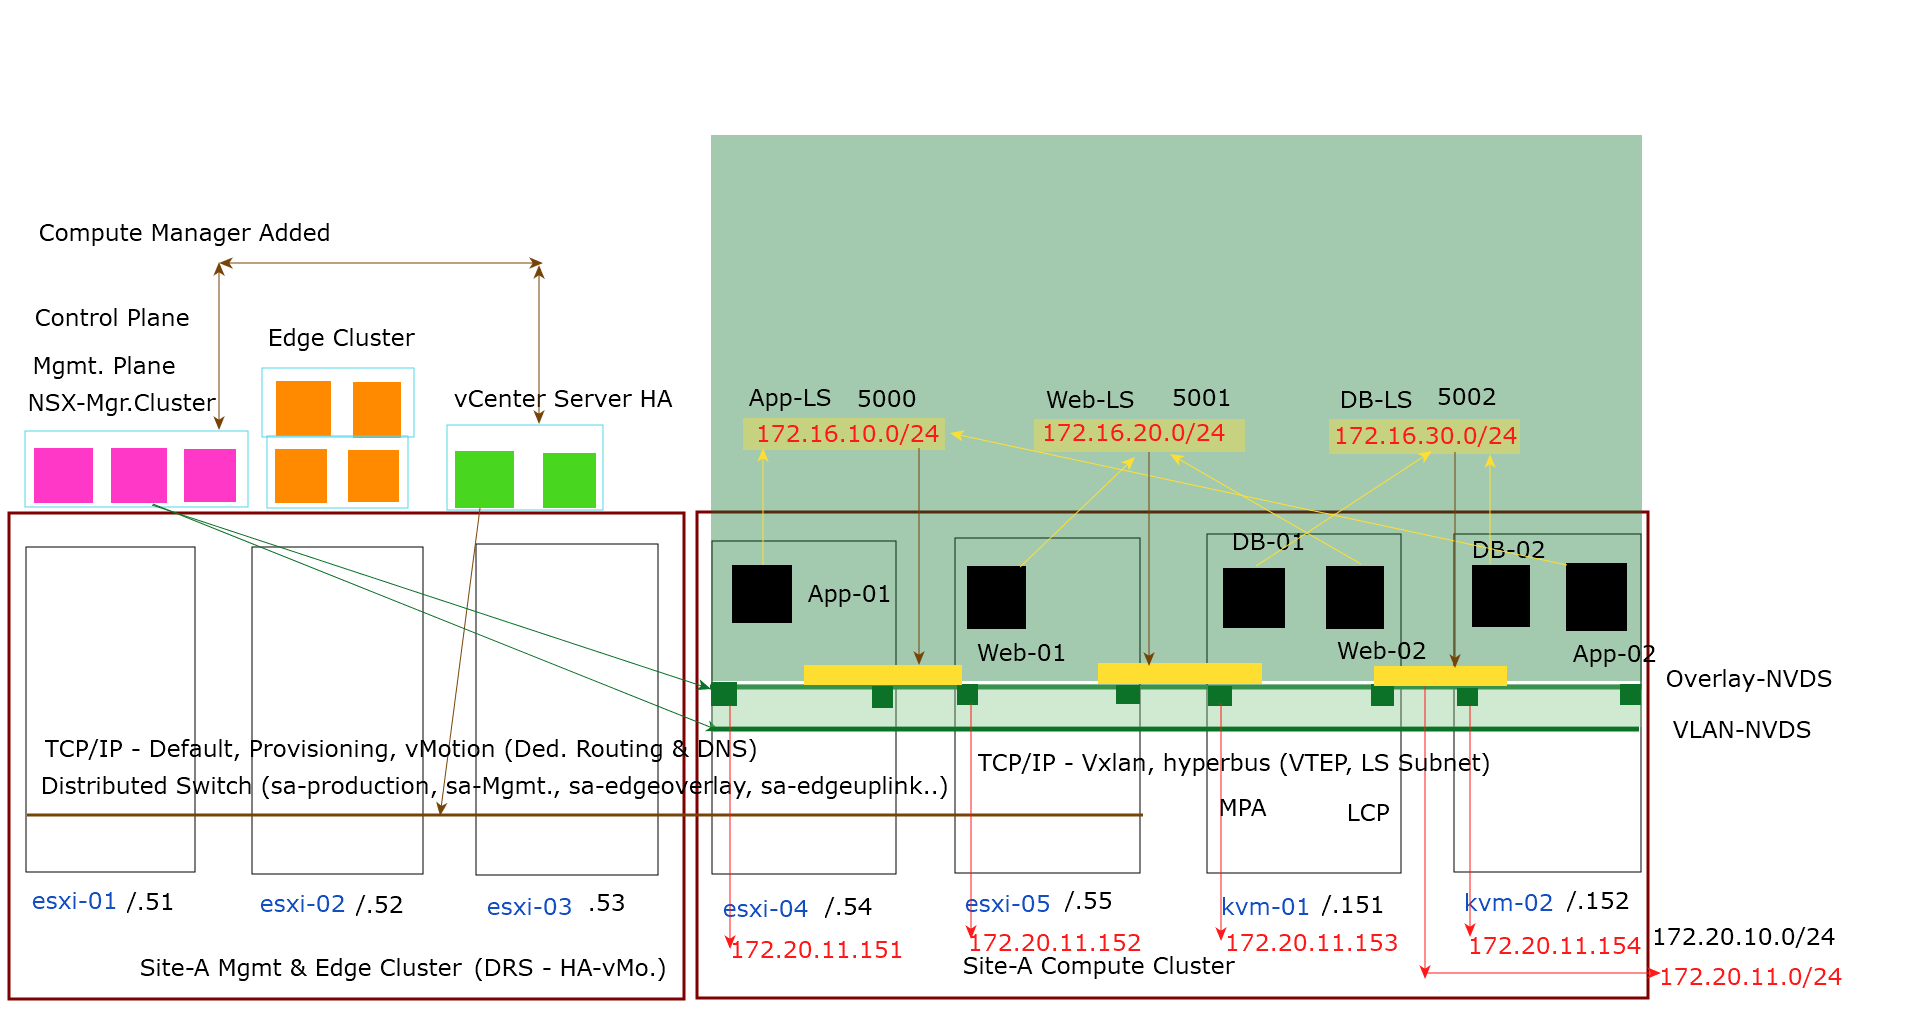 Compute Manager Added
Control Plane
Edge Cluster
Mgmt. Plane
NSX-Mgr.Cluster
vCenter Server HA
App-LS 5000
172.16.10.0/24
Web-LS 5001
172.16.20.0/24
DB-LS 5002
172.16.30.0/24
DB-01
DB-02
App-01
Web-01
Web-02
App-02
Overlay-NVDS
VLAN-NVDS
TCP/IP - Default, Provisioning, vMotion (Ded. Routing & DNS)
Distributed Switch (sa-production, sa-Mgmt., sa-edgeoverlay, sa-edgeuplink..)
TCP/IP - Vxlan, hyperbus (VTEP, LS Subnet)
MPA
LCP
esxi-01 /.51
esxi-02 /.52
esxi-03 .53
esxi-04 /.54
esxi-05 /.55
kvm-01 /.151
kvm-02 /.152
172.20.11.151
172.20.11.152
172.20.11.153
172.20.11.154
172.20.10.0/24
172.20.11.0/24
Site-A Mgmt & Edge Cluster (DRS - HA-vMo.)
Site-A Compute Cluster